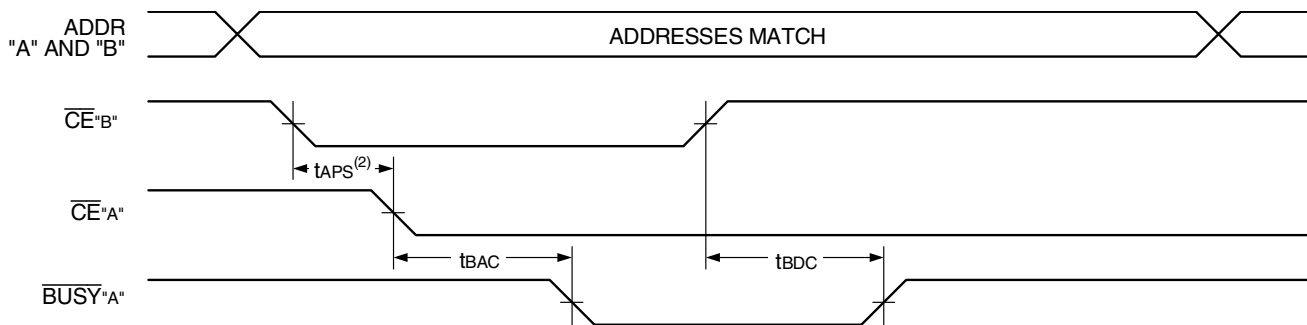 ADDR
"A" AND "B"
ADDRESSES MATCH
CE"B"
tAPS(2)
CE"A"
tBAC
tBDC
BUSY"A"